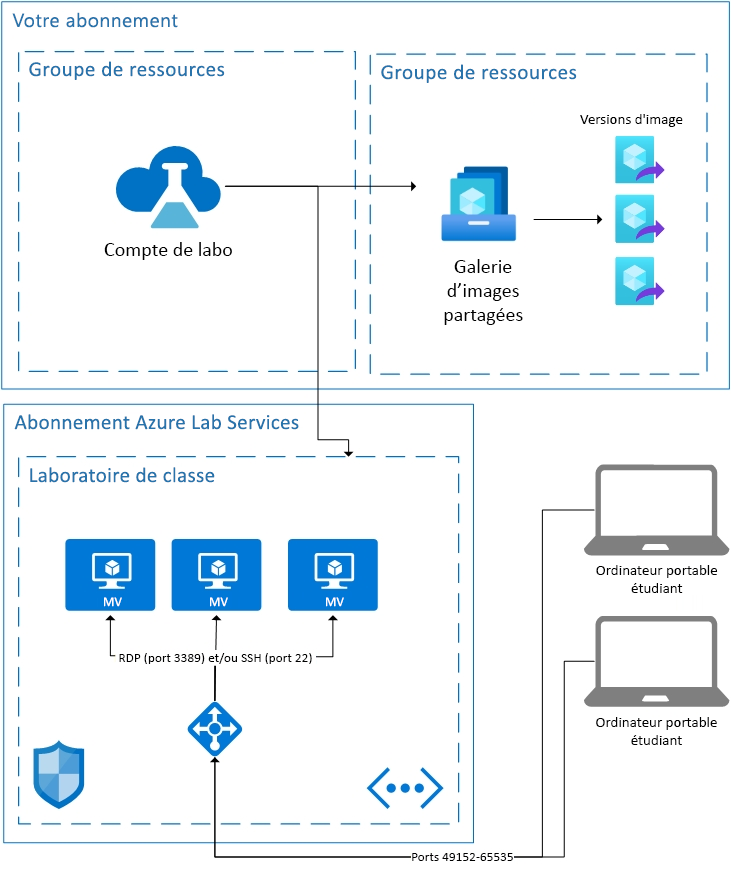 Votre abonnement
Groupe de ressources
Compte de labo
Groupe de ressources
Versions d'image
Galerie
d’images
partagées
Abonnement Azure Lab Services
Laboratoire de classe
MV
MV
MV
RDP (port 3389) et/ou SSH (port 22)
Ordinateur portable
étudiant
Ordinateur portable
étudiant
Ports 49152-65535